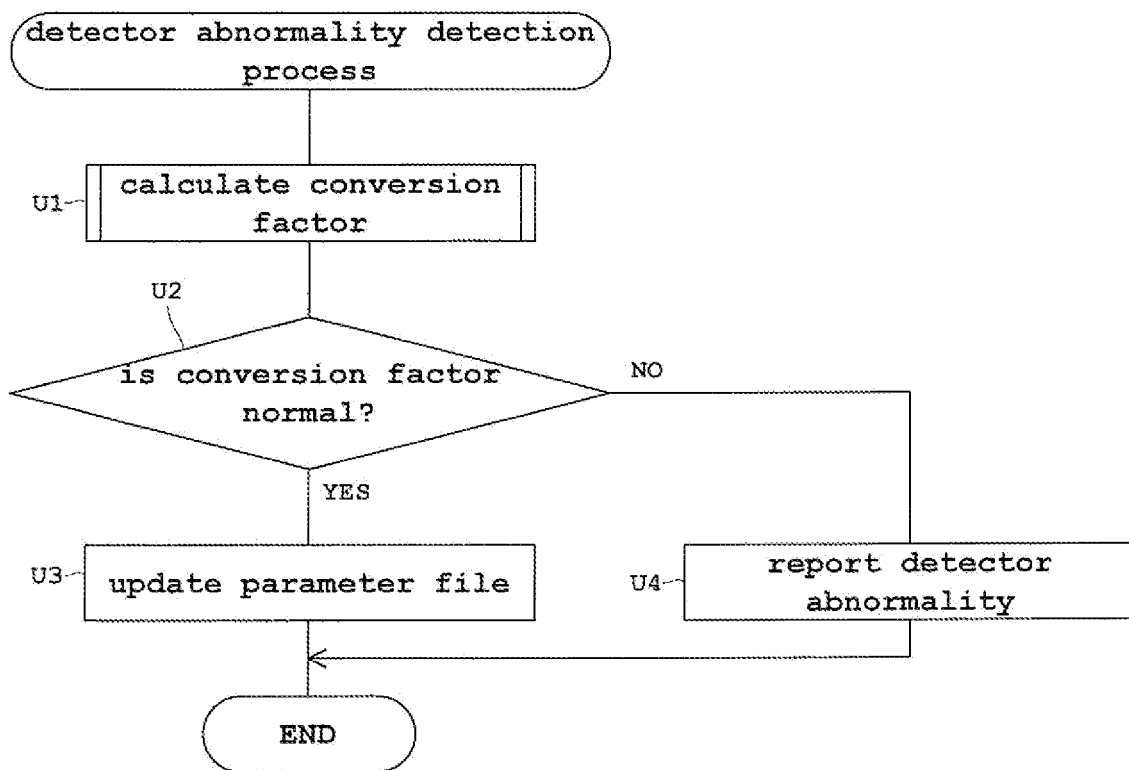 detector abnormality detection
process
U1
calculate conversion
factor
U2
is conversion factor
normal?
NO
YES
U3
update parameter file
U4
report detector
abnormality
END